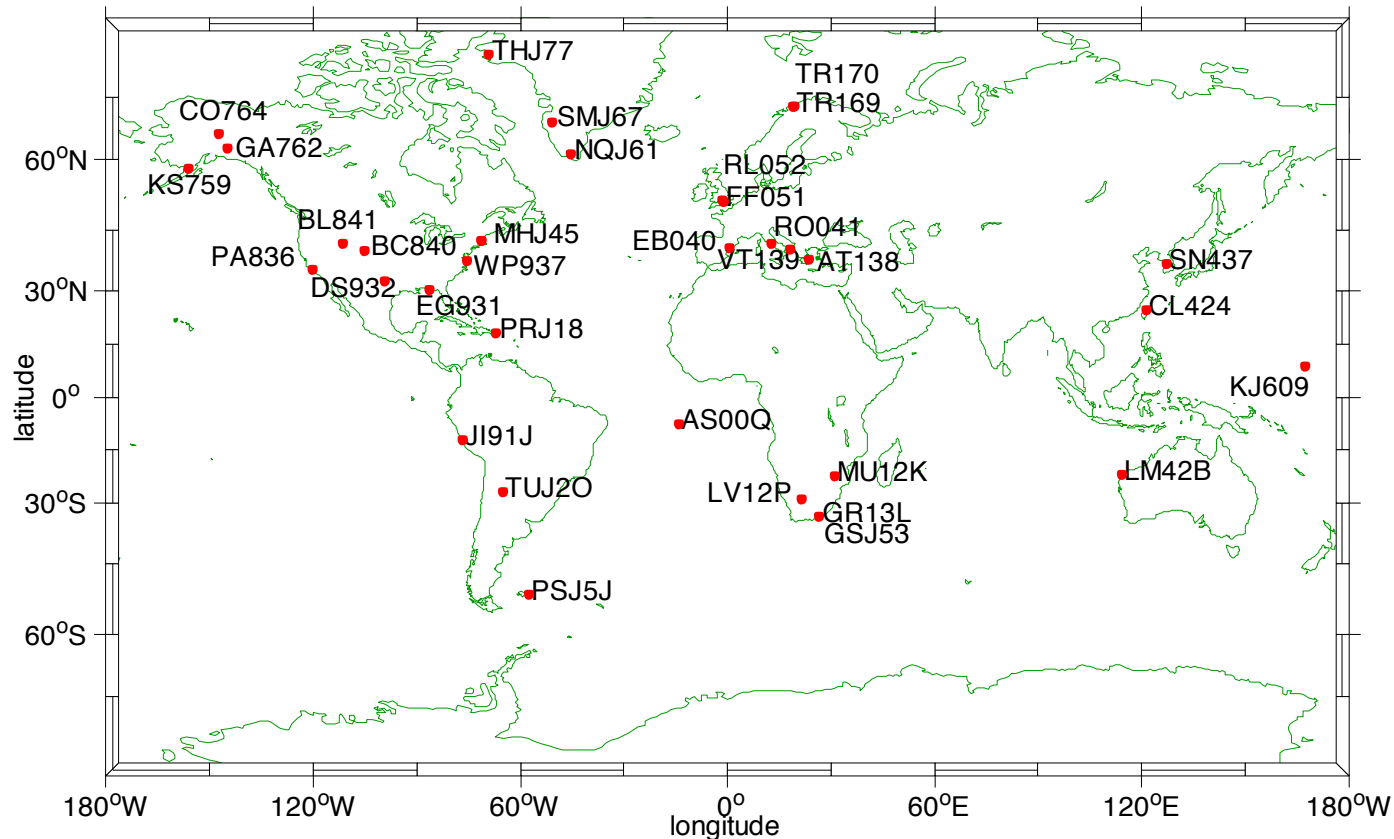 THJ77
TR170
TR169
CO764
SMJ67
GA762
NQJ61
60°N
RL052
KS759
FF051
BL841
RO041
MHJ45
EB040
BC840
PA836
VT139
AT138
SN437
WP937
DS932
30°N
EG931
CL424
PRJ18
latitude
KJ609
0°
AS00Q
JI91J
MU12K
LM42B
TUJ2O
LV12P
30°S
GR13L
GSJ53
PSJ5J
60°S
180°W
120°W
60°W
0°
60°E
120°E
180°W
longitude